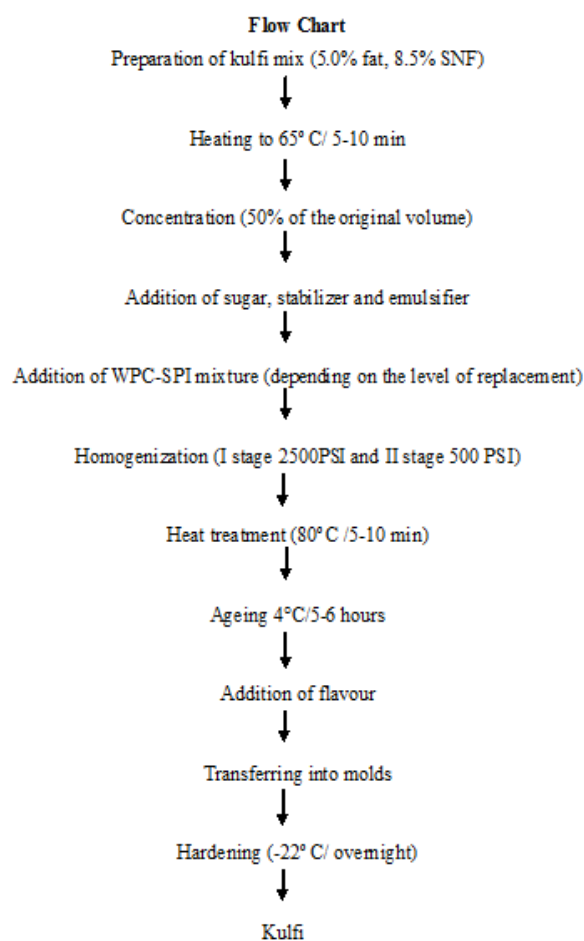 Flow Chart
Preparation of kulfi mix (5.0% fat, 8.5% SNF)
Heating to 65º C/ 5-10 min
Concentration (50% of the original volume)
Addition of sugar, stabilizer and emulsifier
Addition of WPC-SPI mixture (depending on the level of replacement)
Homogenization (I stage 2500PSI and II stage 500 PSI)
Heat treatment (80º C /5-10 min)
Ageing 4°C/5-6 hours
Addition of flavour
Transferring into molds
Hardening (-22º C/ overnight)
Kulfi